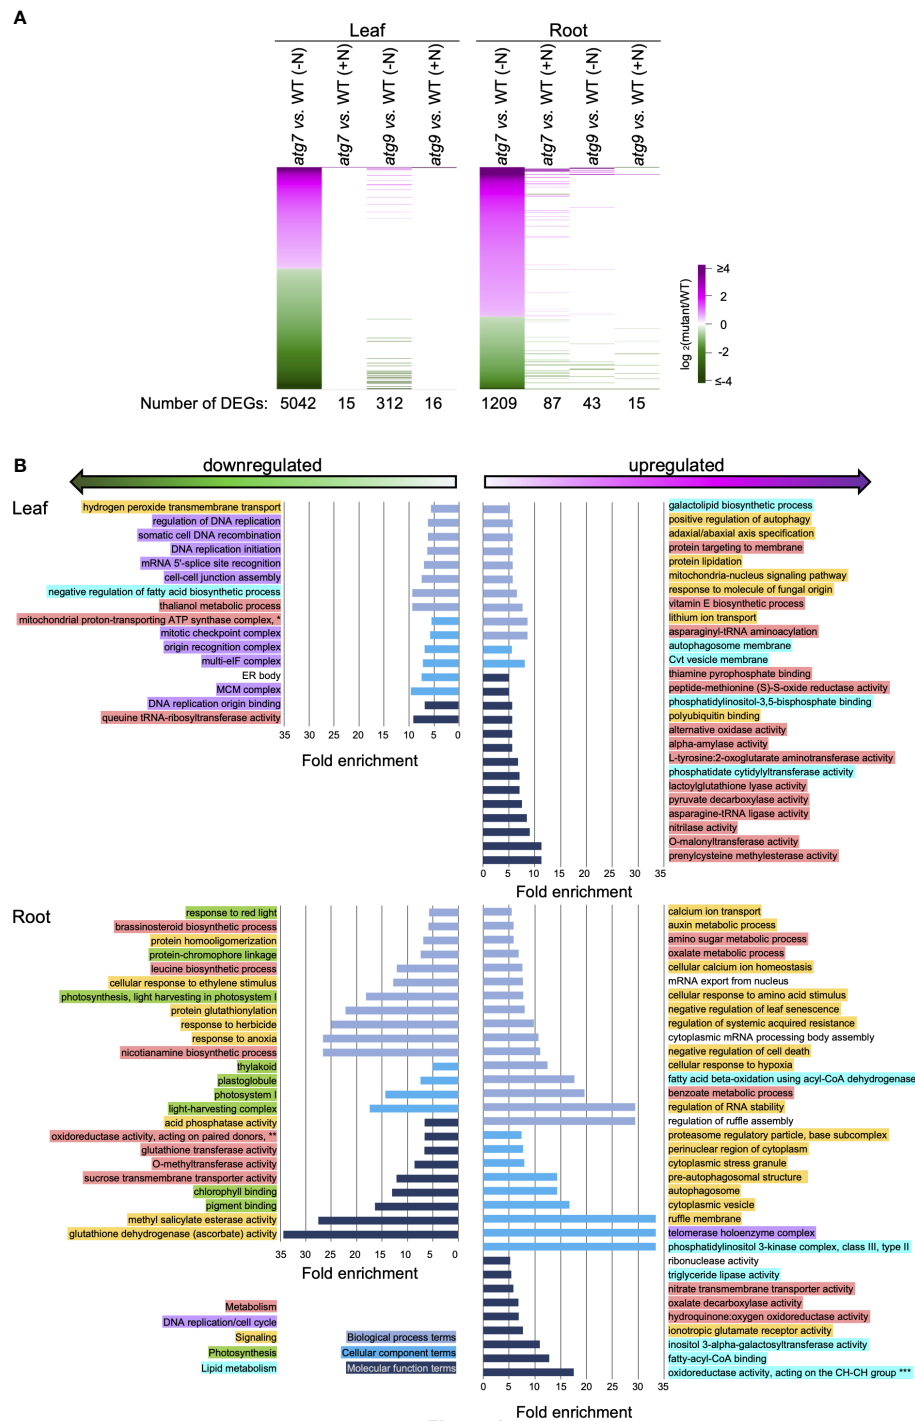 A
Leaf
Root
atg7 vs. WT (-N)
atg7 vs. WT (+N)
atg9 vs. WT (-N)
atg9 vs. WT (+N)
atg7 vs. WT (-N)
atg7 vs. WT (+N)
atg9 vs. WT (-N)
atg9 vs. WT (+N)
log 2(mutant/WT)
≥4
2
0
-2
≤-4
Number of DEGs: 5042 15 312 16 1209 87 43 15
B
downregulated
upregulated
Leaf
hydrogen peroxide transmembrane transport
regulation of DNA replication
somatic cell DNA recombination
DNA replication initiation
mRNA 5'-splice site recognition
cell-cell junction assembly
negative regulation of fatty acid biosynthetic process
thalianol metabolic process
mitochondrial proton-transporting ATP synthase complex, *
mitotic checkpoint complex
origin recognition complex
multi-eIF complex
ER body
MCM complex
DNA replication origin binding
queuine tRNA-ribosyltransferase activity
35 30 25 20 15 10 5 0
Fold enrichment
galactolipid biosynthetic process
positive regulation of autophagy
adaxial/abaxial axis specification
protein targeting to membrane
protein lipidation
mitochondria-nucleus signaling pathway
response to molecule of fungal origin
vitamin E biosynthetic process
lithium ion transport
asparaginyl-tRNA aminoacylation
autophagosome membrane
Cvt vesicle membrane
thiamine pyrophosphate binding
peptide-methionine (S)-S-oxide reductase activity
phosphatidylinositol-3,5-bisphosphate binding
polyubiquitin binding
alternative oxidase activity
alpha-amylase activity
L-tyrosine:2-oxoglutarate aminotransferase activity
phosphatidate cytidylyltransferase activity
lactoylglutathione lyase activity
pyruvate decarboxylase activity
asparagine-tRNA ligase activity
nitrilase activity
O-malonyltransferase activity
prenylcysteine methylesterase activity
0 5 10 15 20 25 30 35
Fold enrichment
Root
response to red light
brassinosteroid biosynthetic process
protein homooligomerization
protein-chromophore linkage
leucine biosynthetic process
cellular response to ethylene stimulus
photosynthesis, light harvesting in photosystem I
protein glutathionylation
response to herbicide
response to anoxia
nicotianamine biosynthetic process
thylakoid
plastoglobule
photosystem I
light-harvesting complex
acid phosphatase activity
oxidoreductase activity, acting on paired donors, **
glutathione transferase activity
O-methyltransferase activity
sucrose transmembrane transporter activity
chlorophyll binding
pigment binding
methyl salicylate esterase activity
glutathione dehydrogenase (ascorbate) activity
35 30 25 20 15 10 5 0
Fold enrichment
calcium ion transport
auxin metabolic process
amino sugar metabolic process
oxalate metabolic process
cellular calcium ion homeostasis
mRNA export from nucleus
cellular response to amino acid stimulus
negative regulation of leaf senescence
regulation of systemic acquired resistance
cytoplasmic mRNA processing body assembly
negative regulation of cell death
cellular response to hypoxia
fatty acid beta-oxidation using acyl-CoA dehydrogenase
benzoate metabolic process
regulation of RNA stability
regulation of ruffle assembly
proteasome regulatory particle, base subcomplex
perinuclear region of cytoplasm
cytoplasmic stress granule
pre-autophagosomal structure
autophagosome
cytoplasmic vesicle
ruffle membrane
telomerase holoenzyme complex
phosphatidylinositol 3-kinase complex, class III, type II
ribonuclease activity
triglyceride lipase activity
nitrate transmembrane transporter activity
oxalate decarboxylase activity
hydroquinone:oxygen oxidoreductase activity
ionotropic glutamate receptor activity
inositol 3-alpha-galactosyltransferase activity
fatty-acyl-CoA binding
oxidoreductase activity, acting on the CH-CH group ***
0 5 10 15 20 25 30 35
Fold enrichment
Metabolism
DNA replication/cell cycle
Signaling
Photosynthesis
Lipid metabolism
Biological process terms
Cellular component terms
Molecular function terms